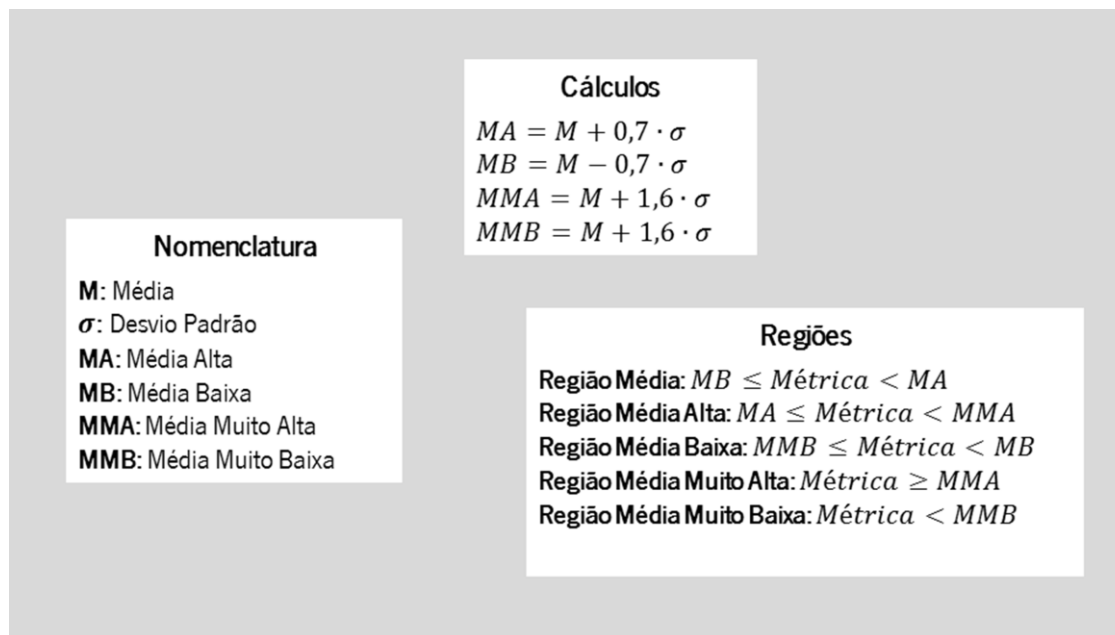 Cálculos
MA = M + 0,7 · σ
MB = M − 0,7 · σ
MMA = M + 1,6 · σ
MMB = M + 1,6 · σ
Nomenclatura
M: Média
σ: Desvio Padrão
MA: Média Alta
MB: Média Baixa
MMA: Média Muito Alta
MMB: Média Muito Baixa
Regiões
Região Média: MB ≤ Métrica < MA
Região Média Alta: MA ≤ Métrica < MMA
Região Média Baixa: MMB ≤ Métrica < MB
Região Média Muito Alta: Métrica ≥ MMA
Região Média Muito Baixa: Métrica < MMB